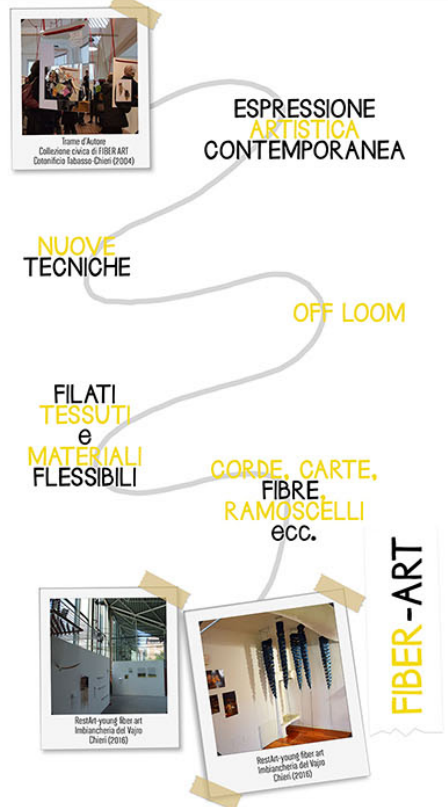 Trame d'Autore
Collezione civica di FIBER ART
Cotonificio Tabasso-Chieri (2004)
ESPRESSIONE
ARTISTICA
CONTEMPORANEA
NUOVE
TECNICHE
OFF LOOM
FILATI
TESSUTI
e
MATERIALI
FLESSIBILI
CORDE, CARTE,
FIBRE,
RAMOSCELLI
ecc.
FIBER-ART
RestArt-young fiber art
Imbiancheria del Vajro
Chieri (2016)
RestArt-young fiber art
Imbiancheria del Vajro
Chieri (2016)